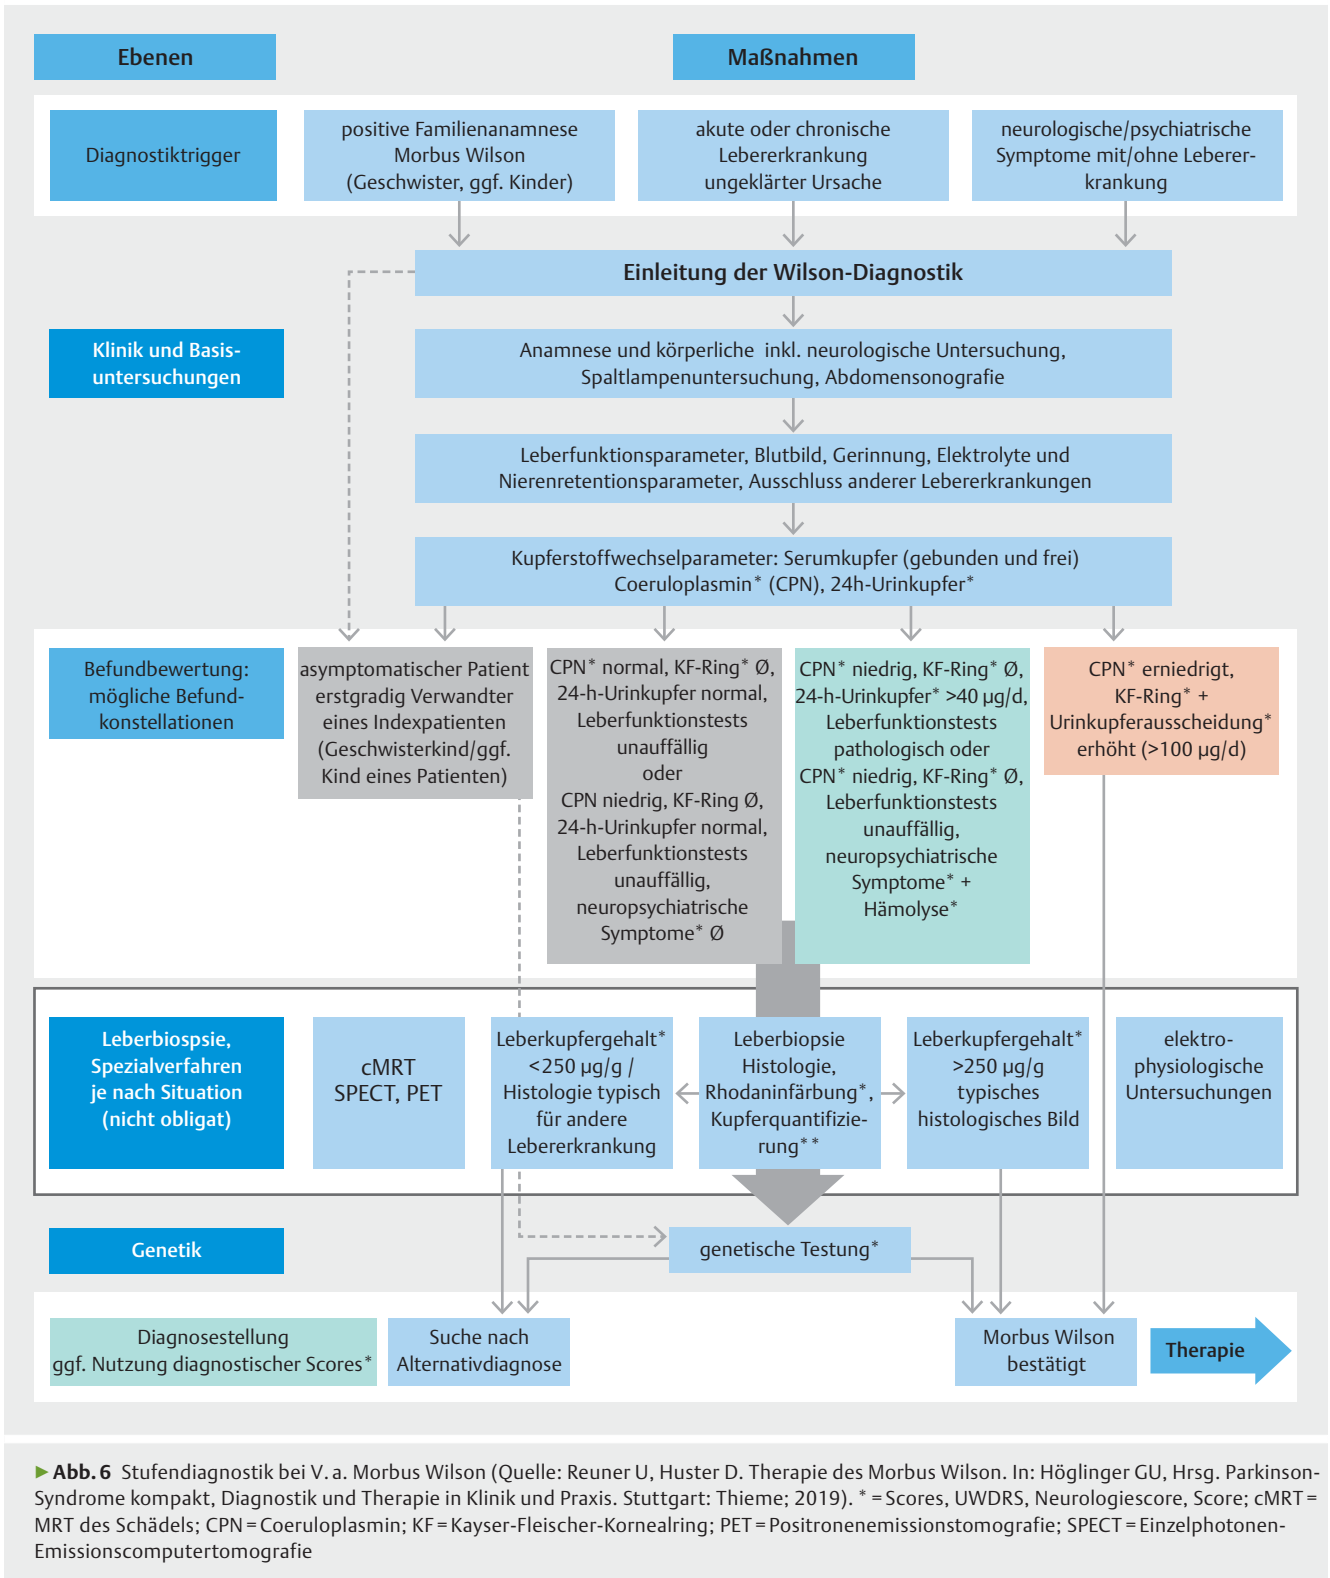 Ebenen
Maßnahmen
Diagnostiktrigger
positive Familienanamnese
Morbus Wilson
(Geschwister, ggf. Kinder)
akute oder chronische
Lebererkrankung
ungeklärter Ursache
neurologische/psychiatrische
Symptome mit/ohne Leberer-
krankung
Einleitung der Wilson-Diagnostik
Klinik und Basis-
untersuchungen
Anamnese und körperliche inkl. neurologische Untersuchung,
Spaltlampenuntersuchung, Abdomensonografie
Leberfunktionsparameter, Blutbild, Gerinnung, Elektrolyte und
Nierenretentionsparameter, Ausschluss anderer Lebererkrankungen
Kupferstoffwechselparameter: Serumkupfer (gebunden und frei)
Coeruloplasmin* (CPN), 24h-Urinkupfer*
Befundbewertung:
mögliche Befund-
konstellationen
asymptomatischer Patient
erstgradig Verwandter
eines Indexpatienten
(Geschwisterkind/ggf.
Kind eines Patienten)
CPN* normal, KF-Ring* Ø,
24-h-Urinkupfer normal,
Leberfunktionstests
unauffällig
oder
CPN niedrig, KF-Ring Ø,
24-h-Urinkupfer normal,
Leberfunktionstests
unauffällig,
neuropsychiatrische
Symptome* Ø
CPN* niedrig, KF-Ring* Ø,
24-h-Urinkupfer* >40 µg/d,
Leberfunktionstests
pathologisch oder
CPN* niedrig, KF-Ring* Ø,
Leberfunktionstests
unauffällig,
neuropsychiatrische
Symptome* +
Hämolyse*
CPN* erniedrigt,
KF-Ring* +
Urinkupferausscheidung*
erhöht (>100 µg/d)
Leberbiospsie,
Spezialverfahren
je nach Situation
(nicht obligat)
cMRT
SPECT, PET
Leberkupfergehalt*
<250 µg/g /
Histologie typisch
für andere
Lebererkrankung
Leberbiopsie
Histologie,
Rhodaninfärbung*,
Kupferquantifizie-
rung**
Leberkupfergehalt*
>250 µg/g
typisches
histologisches Bild
elektro-
physiologische
Untersuchungen
Genetik
genetische Testung*
Diagnosestellung
ggf. Nutzung diagnostischer Scores*
Suche nach
Alternativdiagnose
Morbus Wilson
bestätigt
Therapie
▶ Abb. 6 Stufendiagnostik bei V. a. Morbus Wilson (Quelle: Reuner U, Huster D. Therapie des Morbus Wilson. In: Höglinger GU, Hrsg. Parkinson-
Syndrome kompakt, Diagnostik und Therapie in Klinik und Praxis. Stuttgart: Thieme; 2019). * = Scores, UWDRS, Neurologiescore, Score; cMRT =
MRT des Schädels; CPN = Coeruloplasmin; KF = Kayser-Fleischer-Kornealring; PET = Positronenemissionstomografie; SPECT = Einzelphotonen-
Emissionscomputertomografie